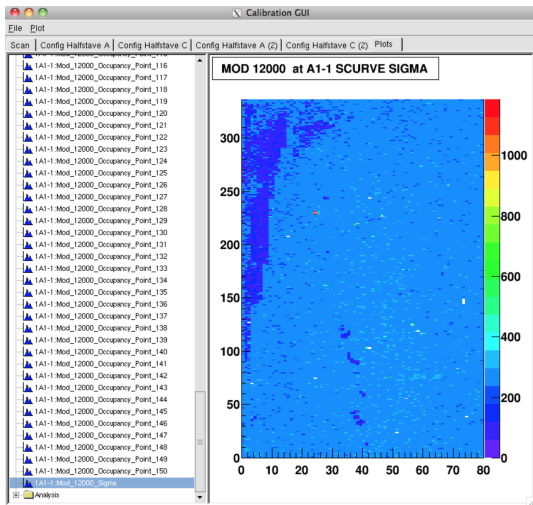 Calibration GUI
File Plot
Scan Config Halfstave A Config Halfstave C Config Halfstave A (2) Config Halfstave C (2) Plots
1A1-1:Mod_12000_Occupancy_Point_116
1A1-1:Mod_12000_Occupancy_Point_117
1A1-1:Mod_12000_Occupancy_Point_118
1A1-1:Mod_12000_Occupancy_Point_119
1A1-1:Mod_12000_Occupancy_Point_120
1A1-1:Mod_12000_Occupancy_Point_121
1A1-1:Mod_12000_Occupancy_Point_122
1A1-1:Mod_12000_Occupancy_Point_123
1A1-1:Mod_12000_Occupancy_Point_124
1A1-1:Mod_12000_Occupancy_Point_125
1A1-1:Mod_12000_Occupancy_Point_126
1A1-1:Mod_12000_Occupancy_Point_127
1A1-1:Mod_12000_Occupancy_Point_128
1A1-1:Mod_12000_Occupancy_Point_129
1A1-1:Mod_12000_Occupancy_Point_130
1A1-1:Mod_12000_Occupancy_Point_131
1A1-1:Mod_12000_Occupancy_Point_132
1A1-1:Mod_12000_Occupancy_Point_133
1A1-1:Mod_12000_Occupancy_Point_134
1A1-1:Mod_12000_Occupancy_Point_135
1A1-1:Mod_12000_Occupancy_Point_136
1A1-1:Mod_12000_Occupancy_Point_137
1A1-1:Mod_12000_Occupancy_Point_138
1A1-1:Mod_12000_Occupancy_Point_139
1A1-1:Mod_12000_Occupancy_Point_140
1A1-1:Mod_12000_Occupancy_Point_141
1A1-1:Mod_12000_Occupancy_Point_142
1A1-1:Mod_12000_Occupancy_Point_143
1A1-1:Mod_12000_Occupancy_Point_144
1A1-1:Mod_12000_Occupancy_Point_145
1A1-1:Mod_12000_Occupancy_Point_146
1A1-1:Mod_12000_Occupancy_Point_147
1A1-1:Mod_12000_Occupancy_Point_148
1A1-1:Mod_12000_Occupancy_Point_149
1A1-1:Mod_12000_Occupancy_Point_150
1A1-1:Mod_12000_Sigma
Analysis
MOD 12000 at A1-1 SCURVE SIGMA
300
250
200
150
100
50
0
0 10 20 30 40 50 60 70 80
1000
800
600
400
200
0